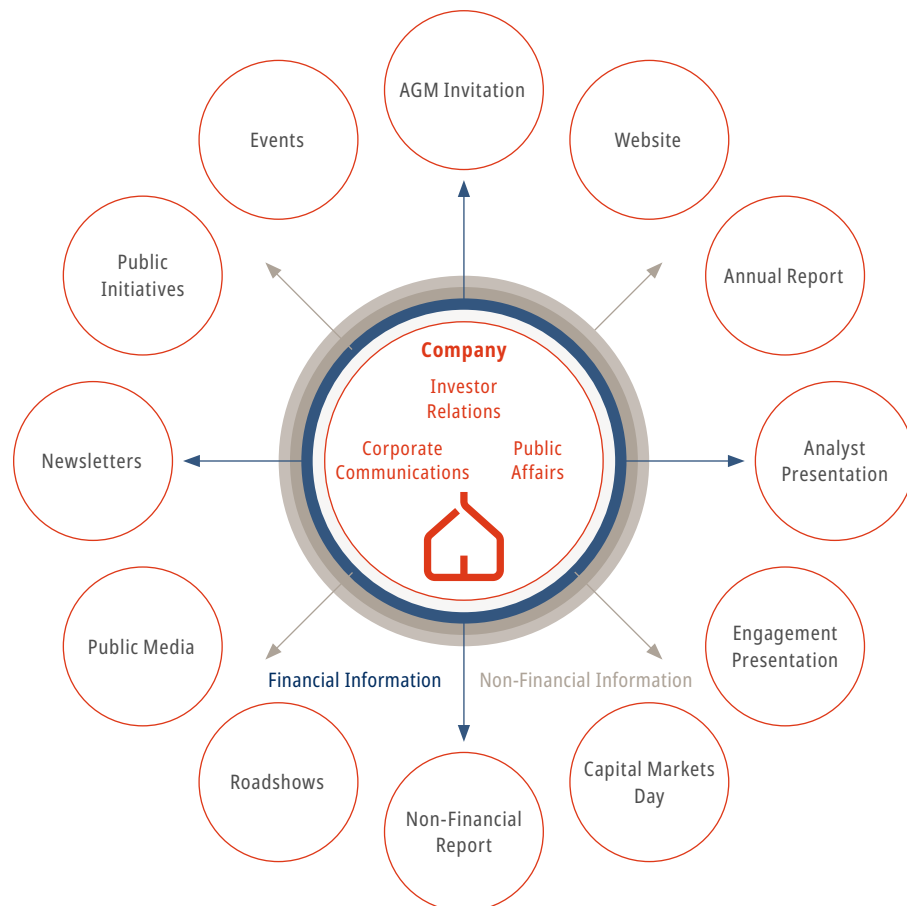 AGM Invitation
Events
Website
Public
Initiatives
Annual Report
Company
Investor
Relations
Corporate
Communications
Public
Affairs
Newsletters
Analyst
Presentation
Public Media
Engagement
Presentation
Financial Information
Non-Financial Information
Roadshows
Capital Markets
Day
Non-Financial
Report